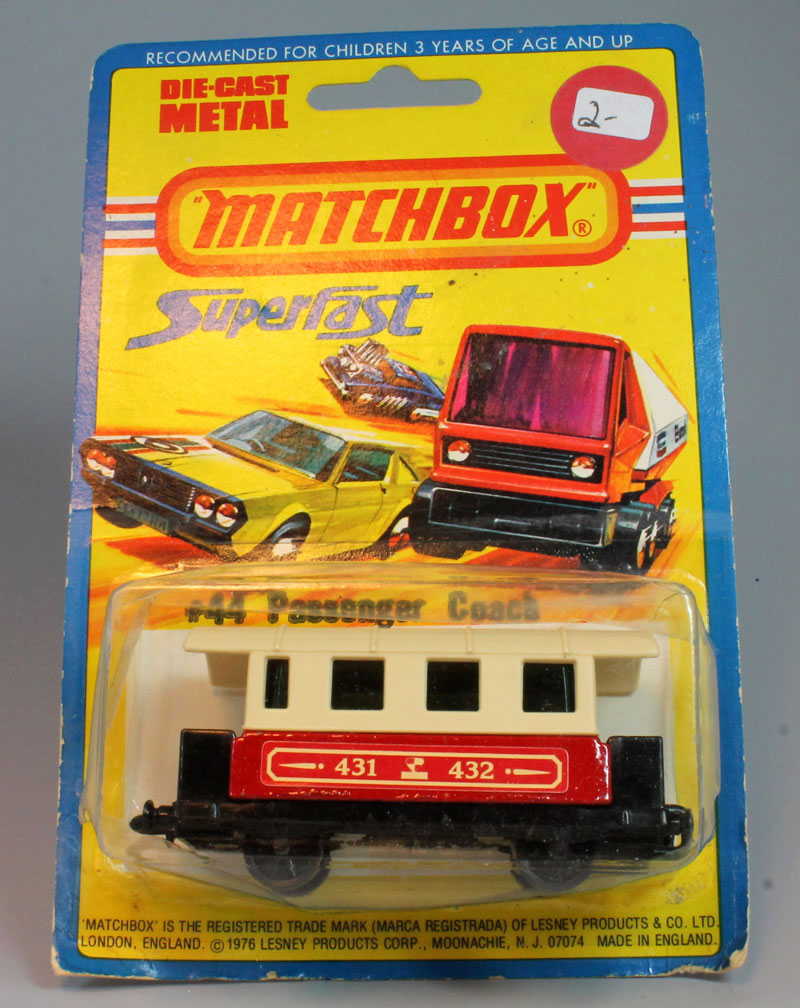 RECOMMENDED FOR CHILDREN 3 YEARS OF AGE AND UP
DIE-CAST
METAL
2-
"MATCHBOX"®
Superfast
#44 Passenger Coach
431 432
'MATCHBOX' IS THE REGISTERED TRADE MARK (MARCA REGISTRADA) OF LESNEY PRODUCTS & CO. LTD.
LONDON, ENGLAND. © 1976 LESNEY PRODUCTS CORP., MOONACHIE, N. J. 07074 MADE IN ENGLAND.